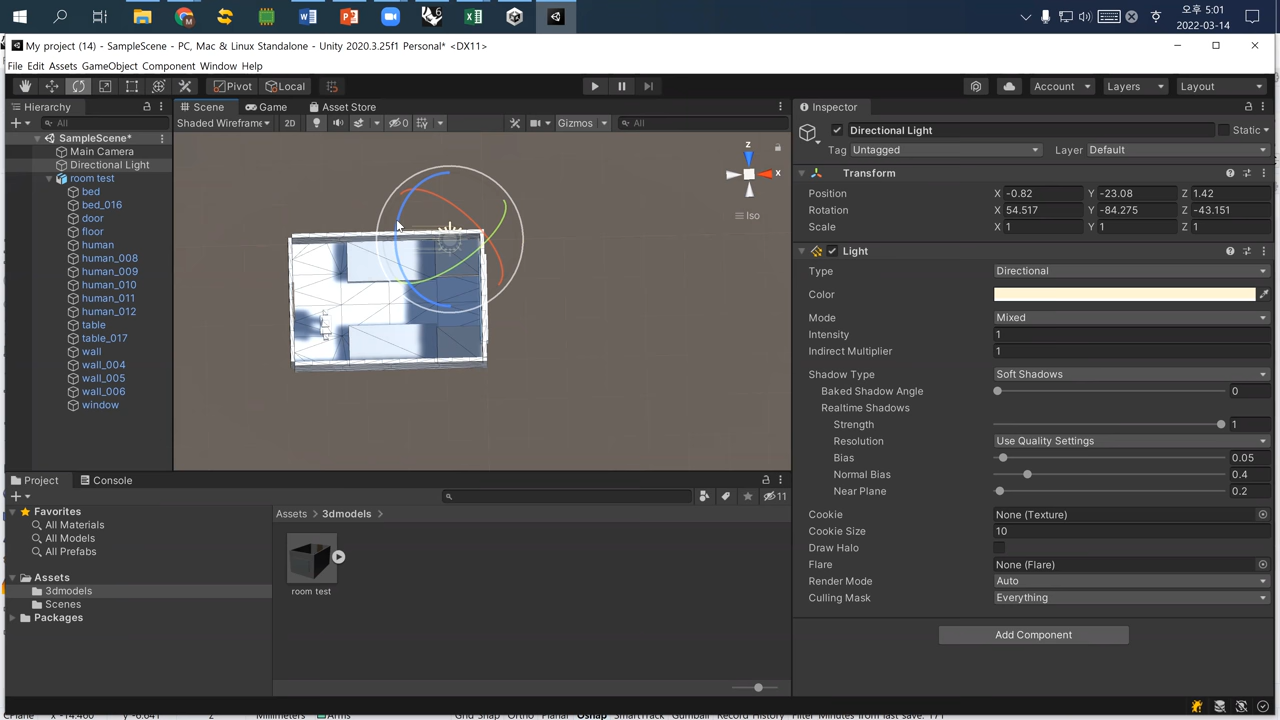 오후 5:01
2022-03-14
My project (14) - SampleScene - PC, Mac & Linux Standalone - Unity 2020.3.25f1 Personal* <DX11>
File Edit Assets GameObject Component Window Help
Pivot Local Account Layers Layout
Hierarchy
All
SampleScene*
Main Camera
Directional Light
room test
bed
bed_016
door
floor
human
human_008
human_009
human_010
human_011
human_012
table
table_017
wall
wall_004
wall_005
wall_006
window
Scene Game Asset Store
Shaded Wireframe 2D 0 Gizmos All
z
x
Iso
Inspector
Directional Light Static
Tag Untagged Layer Default
Transform
Position X -0.82 Y -23.08 Z 1.42
Rotation X 54.517 Y -84.275 Z -43.151
Scale X 1 Y 1 Z 1
Light
Type Directional
Color
Mode Mixed
Intensity 1
Indirect Multiplier 1
Shadow Type Soft Shadows
Baked Shadow Angle 0
Realtime Shadows
Strength 1
Resolution Use Quality Settings
Bias 0.05
Normal Bias 0.4
Near Plane 0.2
Cookie None (Texture)
Cookie Size 10
Draw Halo
Flare None (Flare)
Render Mode Auto
Culling Mask Everything
Add Component
Project Console
11
Favorites
All Materials
All Models
All Prefabs
Assets
3dmodels
Scenes
Packages
Assets > 3dmodels >
room test